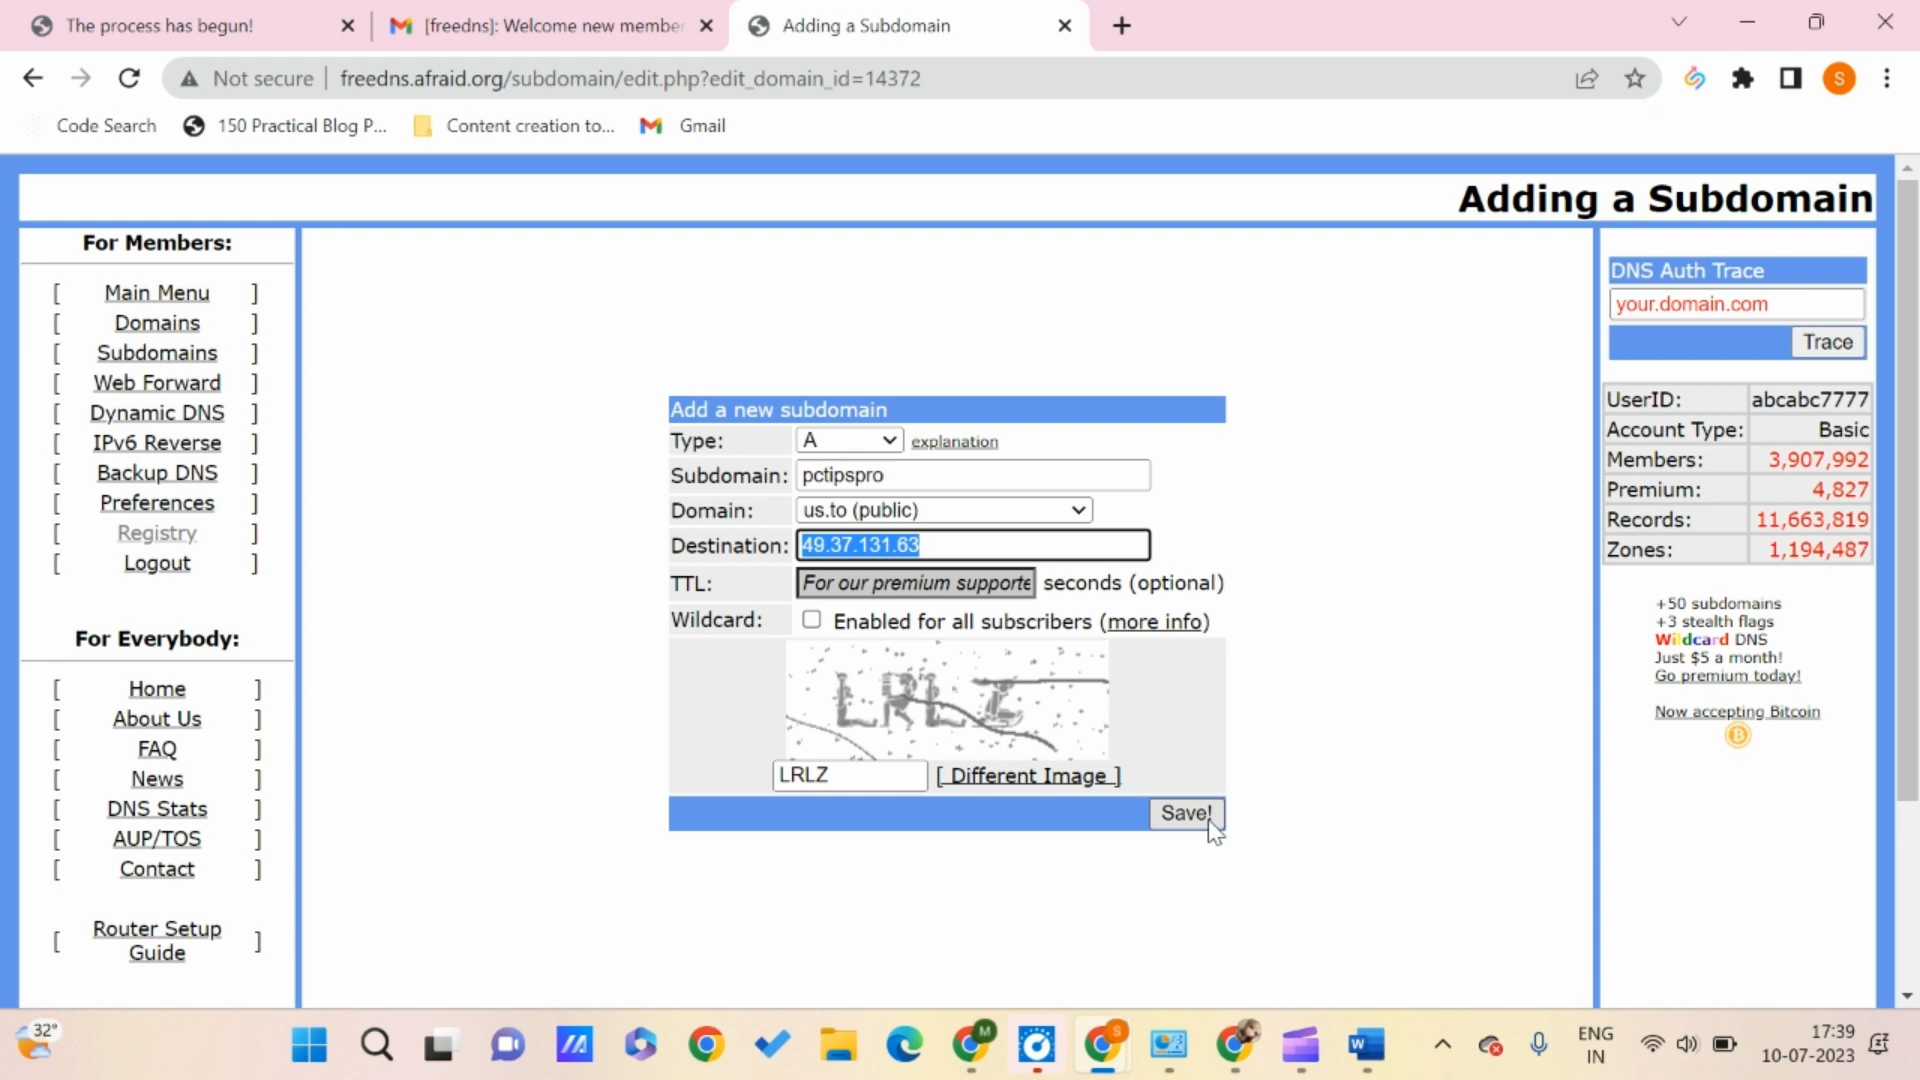 The process has begun!
[freedns]: Welcome new member
Adding a Subdomain
Not secure
freedns.afraid.org/subdomain/edit.php?edit_domain_id=14372
S
Code Search
150 Practical Blog P...
Content creation to...
Gmail
Adding a Subdomain
For Members:
[ Main Menu ]
[ Domains ]
[ Subdomains ]
[ Web Forward ]
[ Dynamic DNS ]
[ IPv6 Reverse ]
[ Backup DNS ]
[ Preferences ]
[ Registry ]
[ Logout ]
For Everybody:
[ Home ]
[ About Us ]
[ FAQ ]
[ News ]
[ DNS Stats ]
[ AUP/TOS ]
[ Contact ]
[ Router Setup
Guide ]
Add a new subdomain
Type: A explanation
Subdomain: pctipspro
Domain: us.to (public)
Destination: 49.37.131.63
TTL: For our premium supporte seconds (optional)
Wildcard: Enabled for all subscribers (more info)
LRLZ
LRLZ [ Different Image ]
Save!
DNS Auth Trace
your.domain.com
Trace
UserID: abcabc7777
Account Type: Basic
Members: 3,907,992
Premium: 4,827
Records: 11,663,819
Zones: 1,194,487
+50 subdomains
+3 stealth flags
Wildcard DNS
Just $5 a month!
Go premium today!
Now accepting Bitcoin
32°
M
S
W
ENG
IN
17:39
10-07-2023